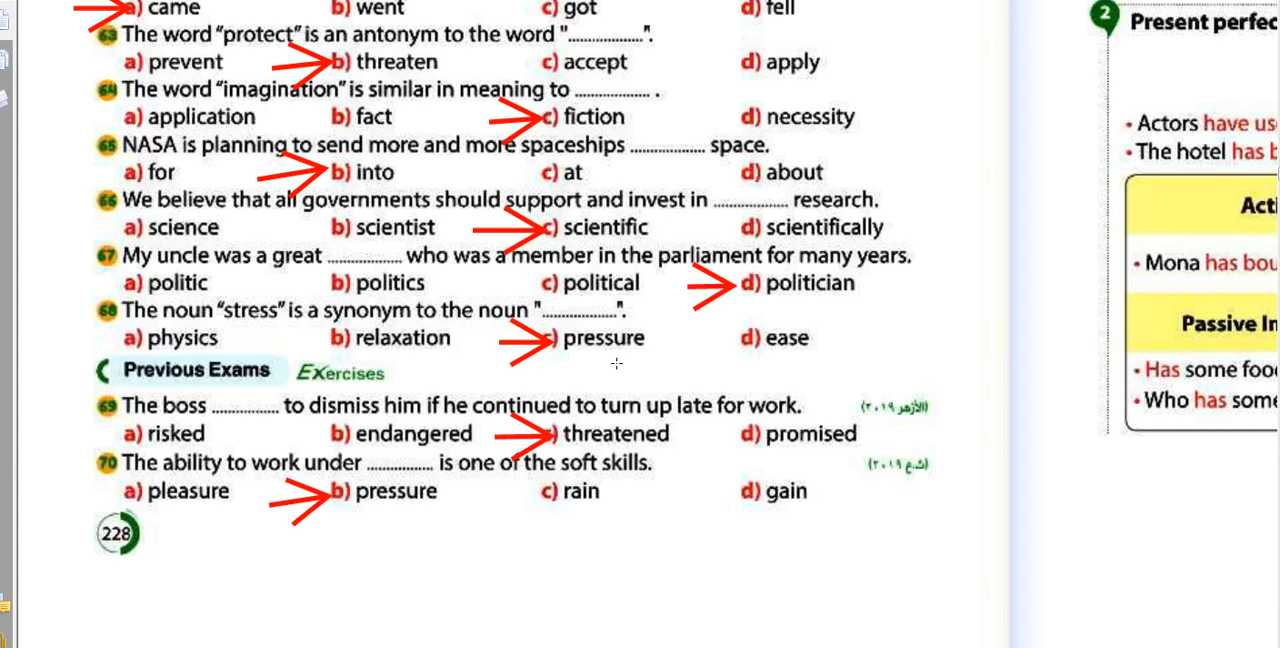 a) came b) went c) got d) fell
63 The word "protect" is an antonym to the word "..................".
a) prevent b) threaten c) accept d) apply
64 The word "imagination" is similar in meaning to .................. .
a) application b) fact c) fiction d) necessity
65 NASA is planning to send more and more spaceships .................. space.
a) for b) into c) at d) about
66 We believe that all governments should support and invest in .................. research.
a) science b) scientist c) scientific d) scientifically
67 My uncle was a great .................. who was a member in the parliament for many years.
a) politic b) politics c) political d) politician
68 The noun "stress" is a synonym to the noun "..................".
a) physics b) relaxation c) pressure d) ease
Previous Exams Exercises
69 The boss ................ to dismiss him if he continued to turn up late for work. (الأزهر ٢٠١٩)
a) risked b) endangered c) threatened d) promised
70 The ability to work under ................ is one of the soft skills. (ث.ع ٢٠١٩)
a) pleasure b) pressure c) rain d) gain
228
2 Present perfec
• Actors have us
• The hotel has b
Acti
• Mona has bou
Passive In
• Has some foo
• Who has some